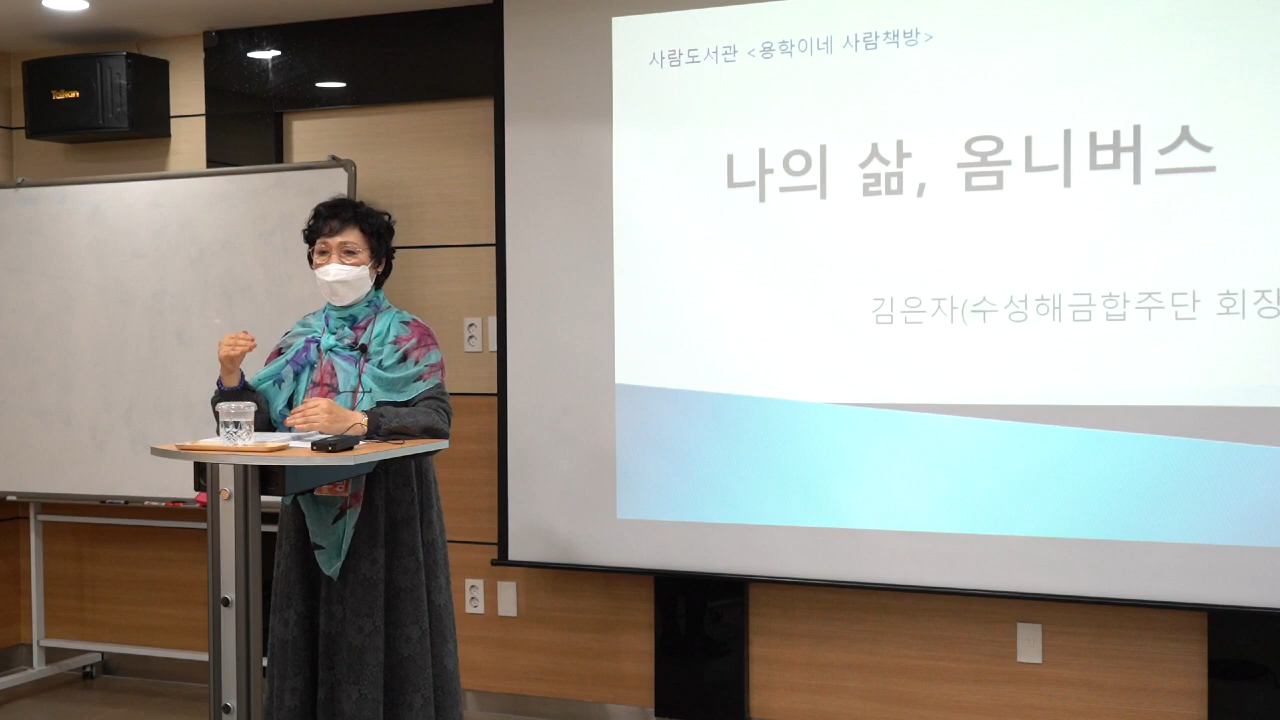 사람도서관 <용학이네 사람책방>
나의 삶, 옴니버스
김은자(수성해금합주단 회장